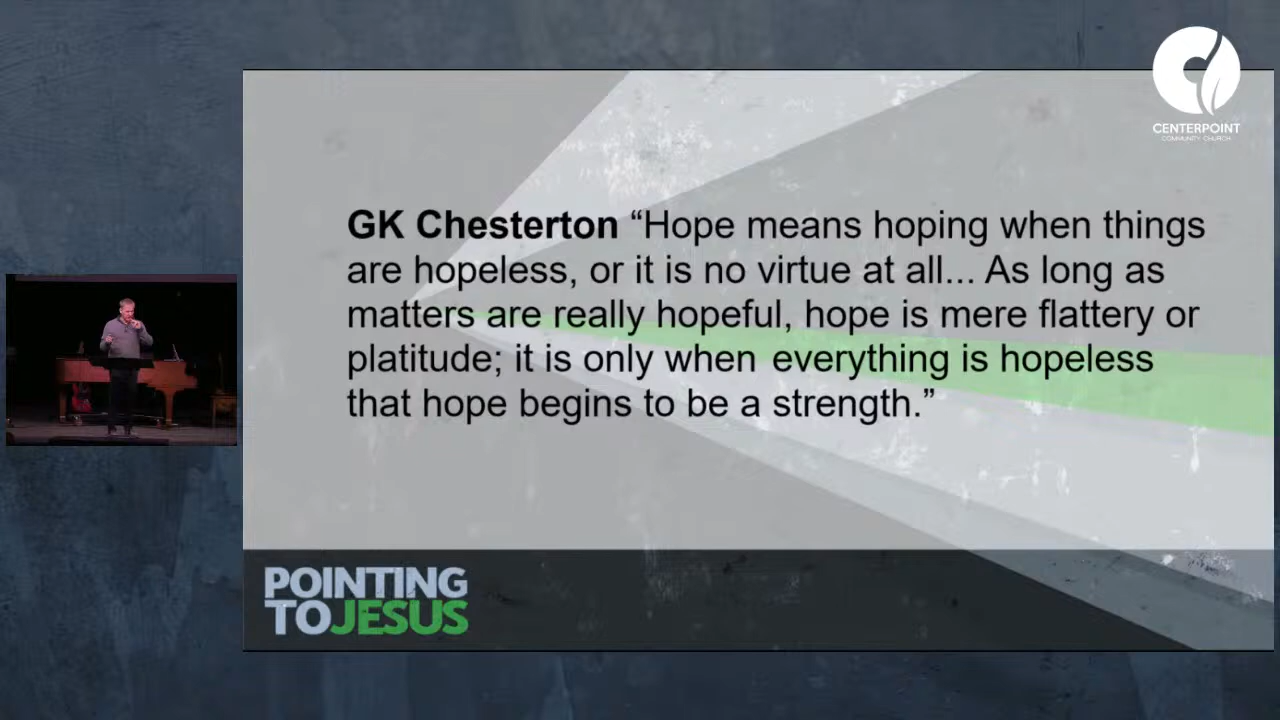 CENTERPOINT
COMMUNITY CHURCH
GK Chesterton “Hope means hoping when things
are hopeless, or it is no virtue at all... As long as
matters are really hopeful, hope is mere flattery or
platitude; it is only when everything is hopeless
that hope begins to be a strength.”
POINTING
TOJESUS